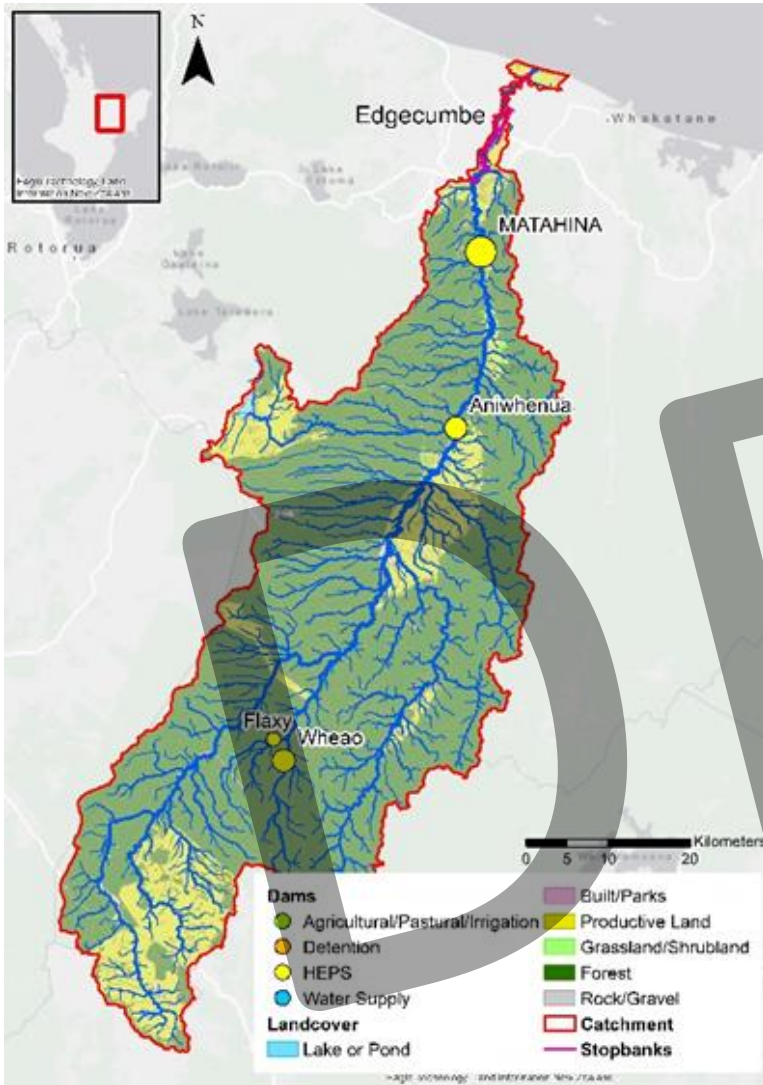 N
Edgecumbe
Whakatane
MATAHINA
Rotorua
Aniwhenua
Flaxy
Wheao
Kilometers
0 5 10 20
Dams
Agricultural/Pastural/Irrigation
Detention
HEPS
Water Supply
Landcover
Lake or Pond
Built/Parks
Productive Land
Grassland/Shrubland
Forest
Rock/Gravel
Catchment
Stopbanks